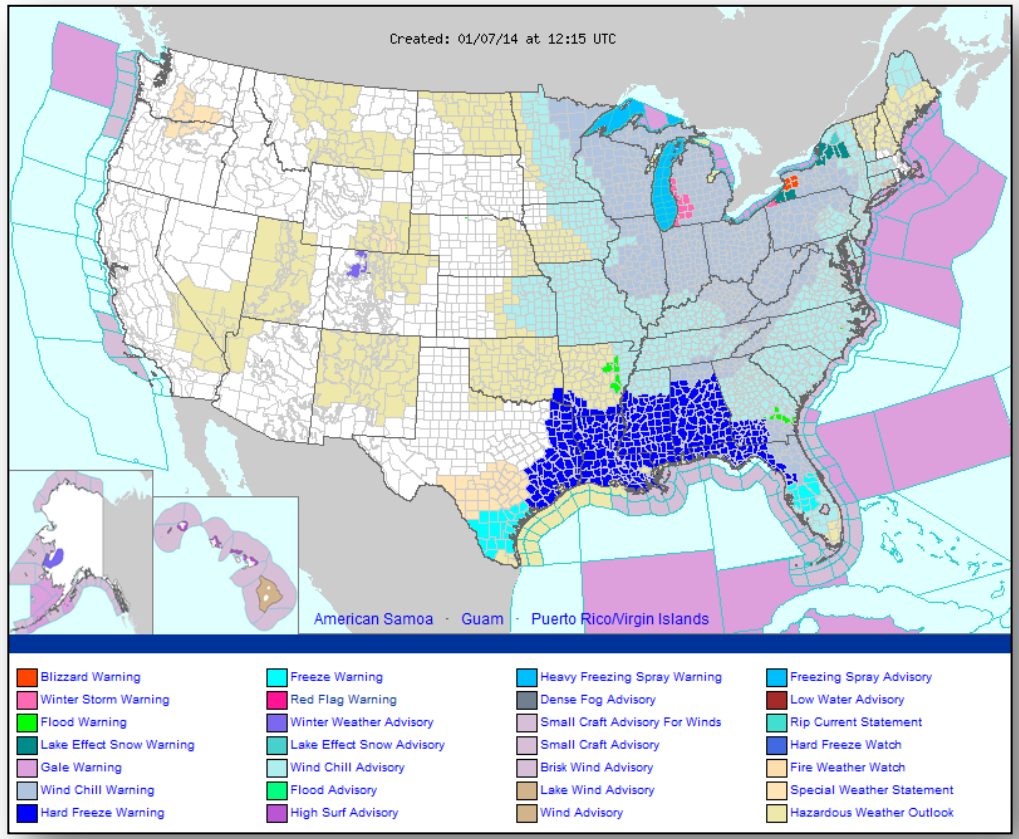 Created: 01/07/14 at 12:15 UTC
American Samoa · Guam · Puerto Rico/Virgin Islands
Blizzard Warning
Freeze Warning
Heavy Freezing Spray Warning
Freezing Spray Advisory
Winter Storm Warning
Red Flag Warning
Dense Fog Advisory
Low Water Advisory
Flood Warning
Winter Weather Advisory
Small Craft Advisory For Winds
Rip Current Statement
Lake Effect Snow Warning
Lake Effect Snow Advisory
Small Craft Advisory
Hard Freeze Watch
Gale Warning
Wind Chill Advisory
Brisk Wind Advisory
Fire Weather Watch
Wind Chill Warning
Flood Advisory
Lake Wind Advisory
Special Weather Statement
Hard Freeze Warning
High Surf Advisory
Wind Advisory
Hazardous Weather Outlook